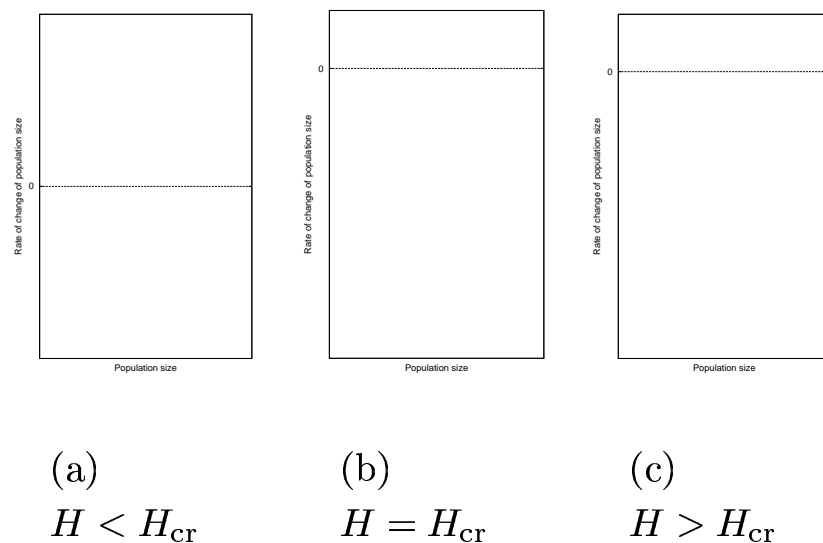 Rate of change of population size
0
Population size
Rate of change of population size
0
Population size
Rate of change of population size
0
Population size
(a)
H < H_cr
(b)
H = H_cr
(c)
H > H_cr